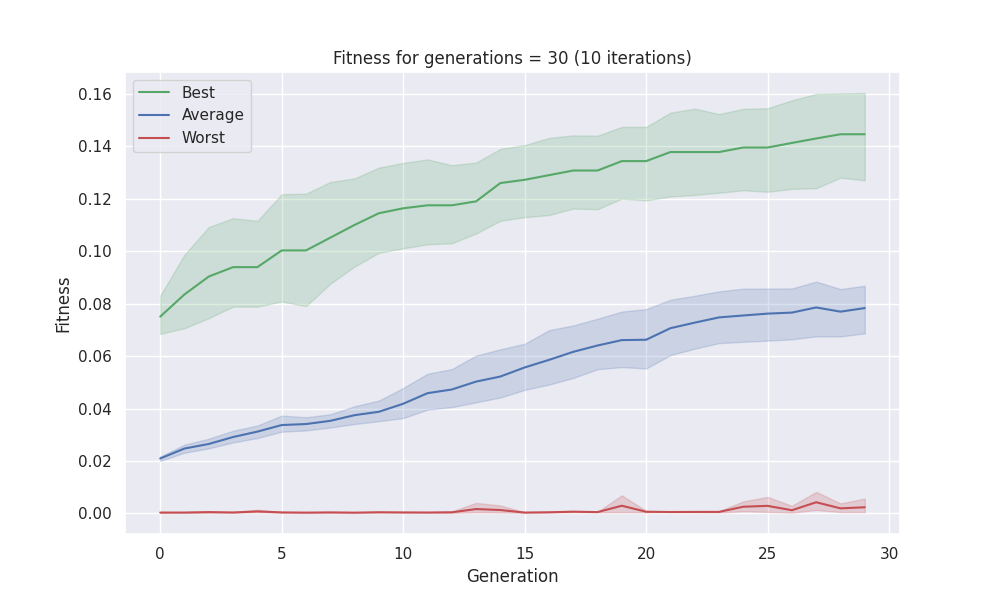 Fitness for generations = 30 (10 iterations)
Best
Average
Worst
Fitness
0.16
0.14
0.12
0.10
0.08
0.06
0.04
0.02
0.00
0 5 10 15 20 25 30
Generation